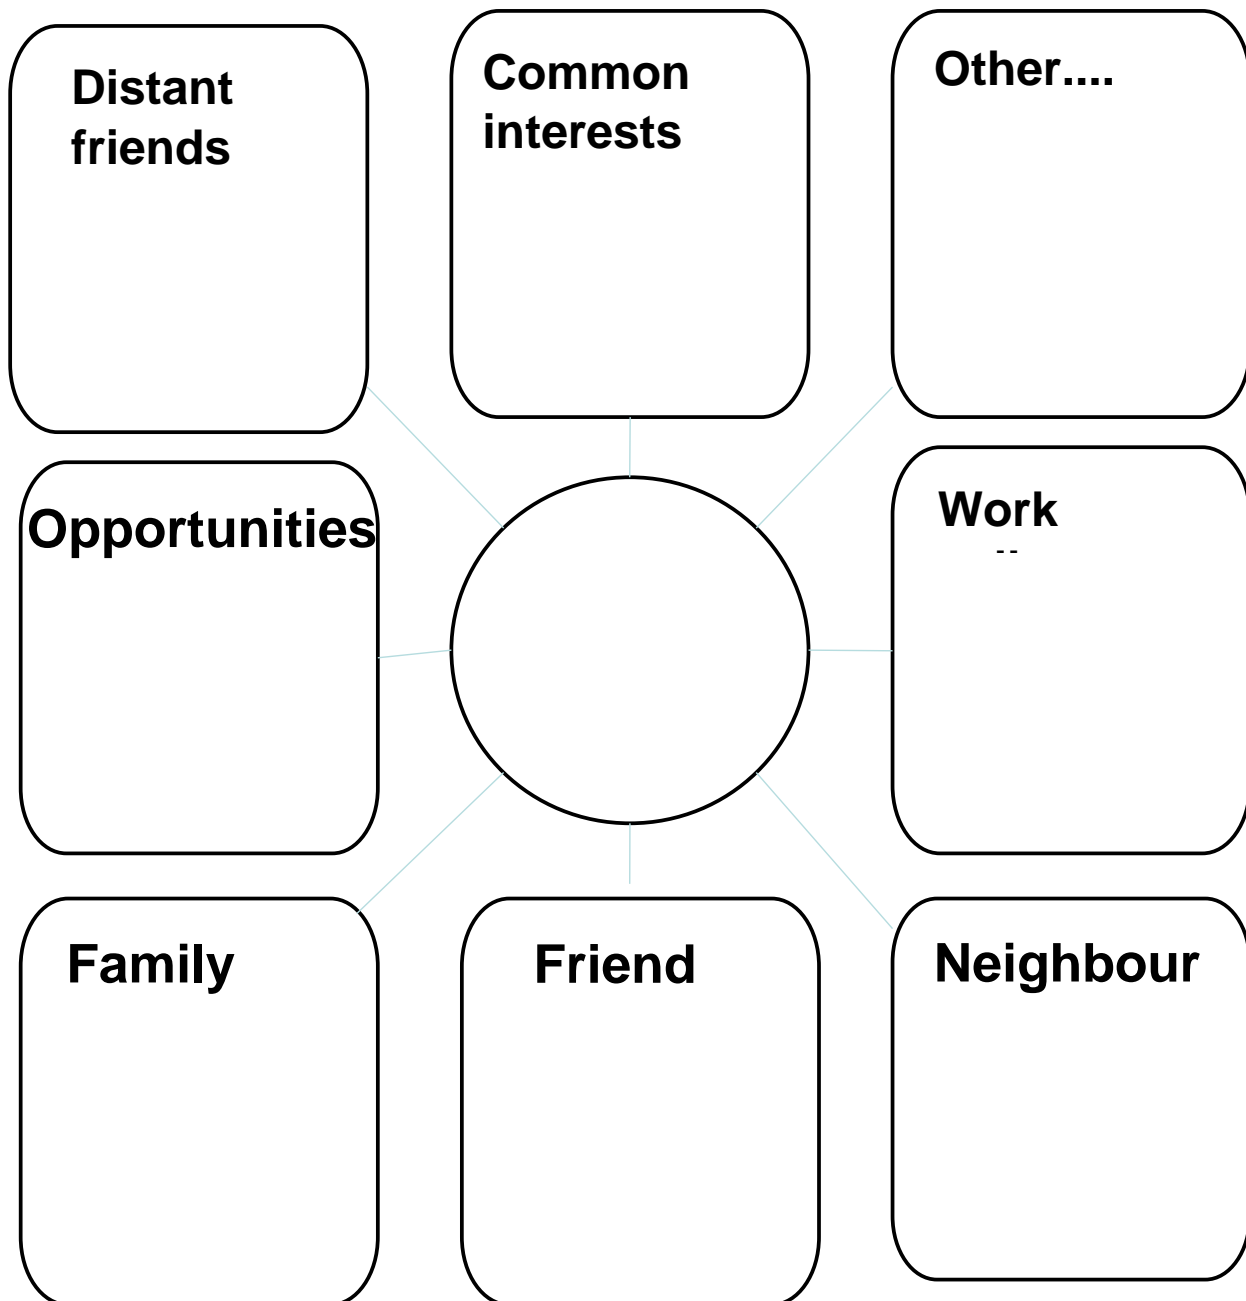 Distant
friends
Common
interests
Other....
Opportunities
Work
Family
Friend
Neighbour